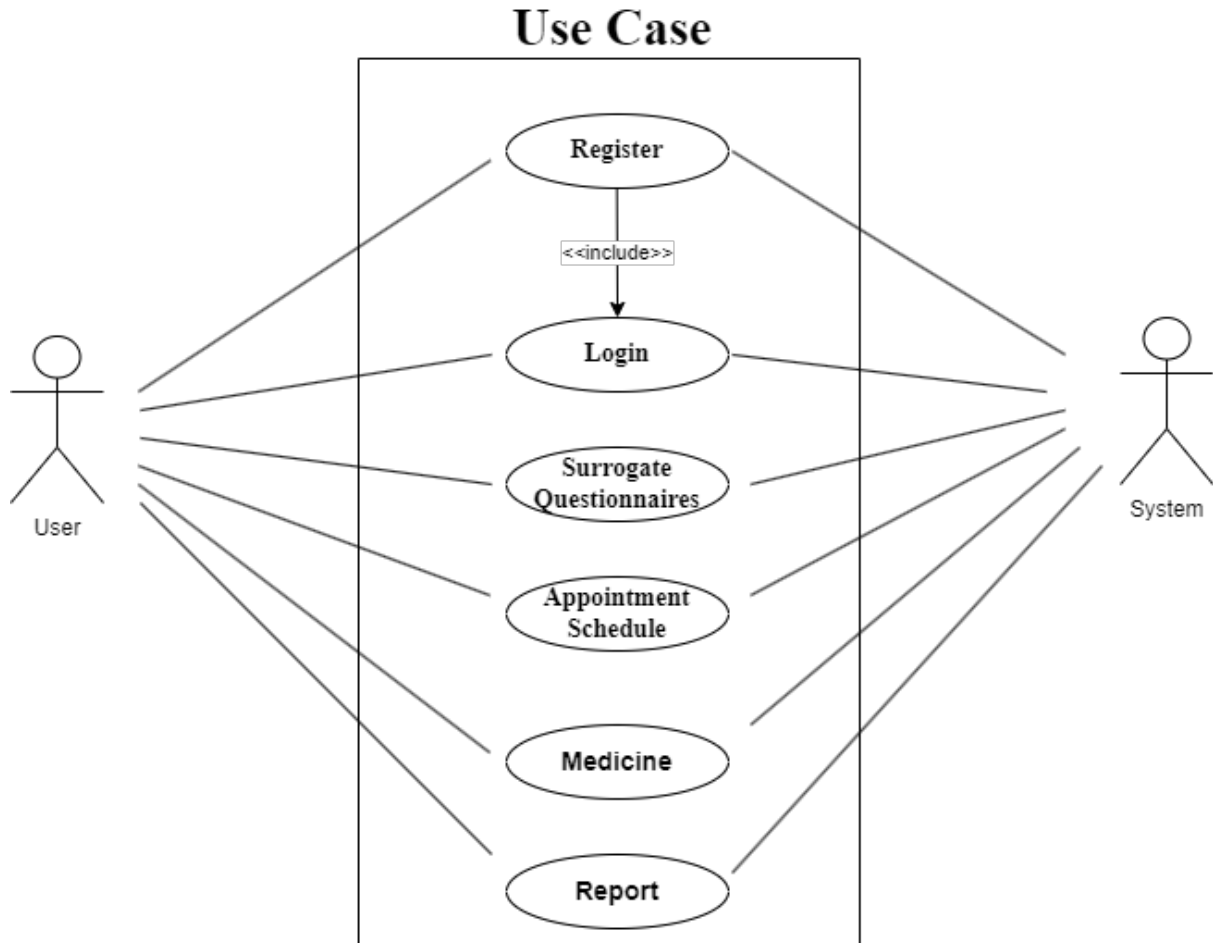 Use Case
Register
<<include>>
Login
Surrogate
Questionnaires
Appointment
Schedule
Medicine
Report
User
System